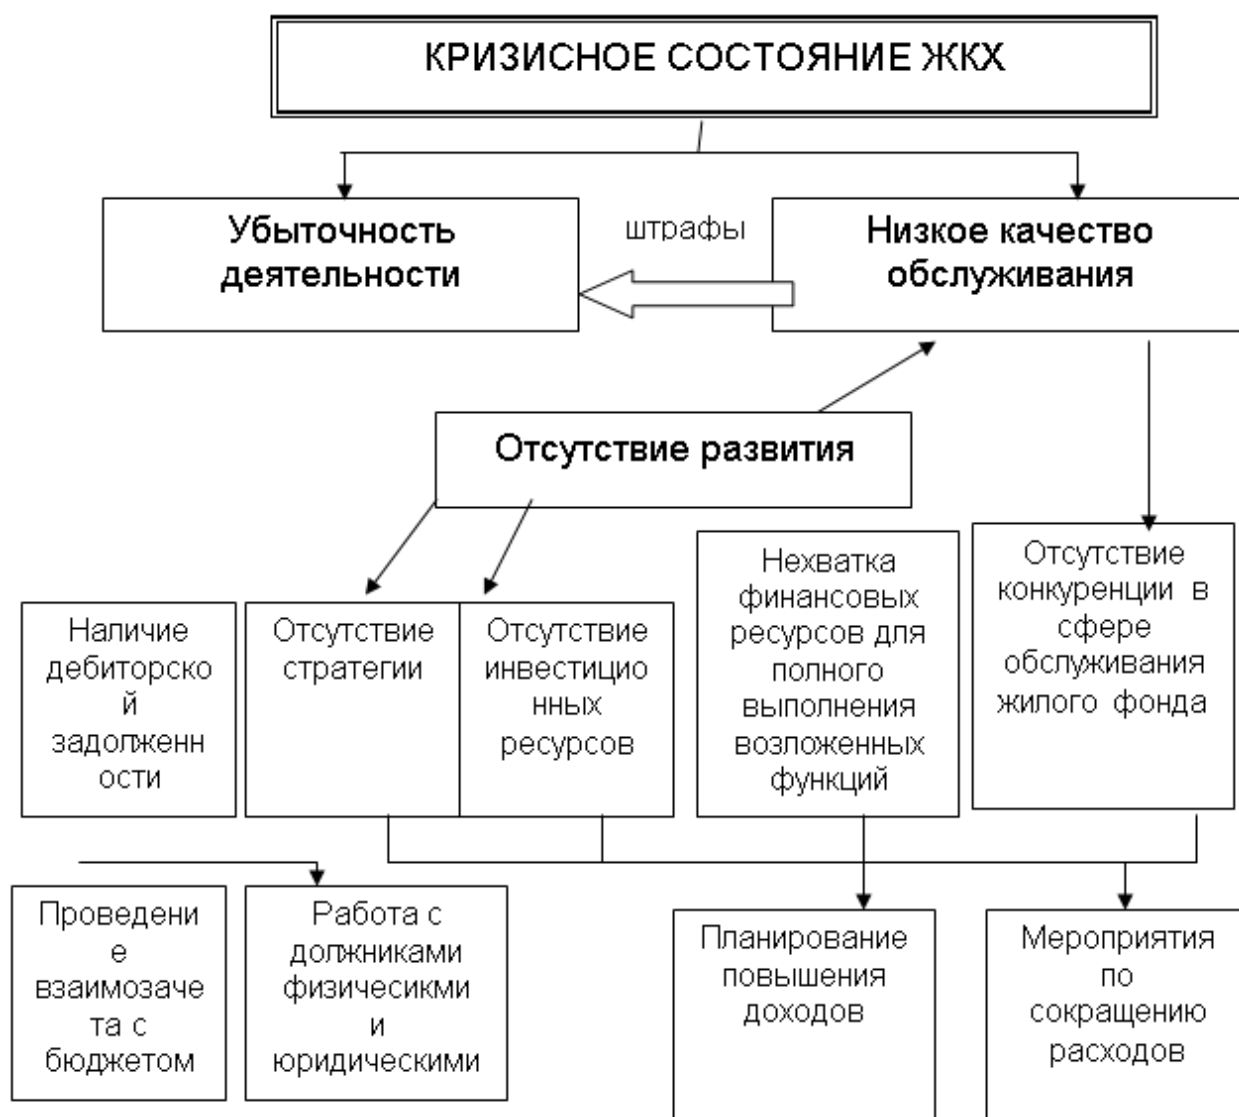 КРИЗИСНОЕ СОСТОЯНИЕ ЖКХ
Убыточность
деятельности
штрафы
Низкое качество
обслуживания
Отсутствие развития
Наличие
дебиторско
й
задолженн
ости
Отсутствие
стратегии
Отсутствие
инвестицио
нных
ресурсов
Нехватка
финансовых
ресурсов для
полного
выполнения
возложенных
функций
Отсутствие
конкуренции в
сфере
обслуживания
жилого фонда
Проведени
е
взаимозаче
та с
бюджетом
Работа с
должниками
физичесикми
и
юридическими
Планирование
повышения
доходов
Мероприятия
по
сокращению
расходов